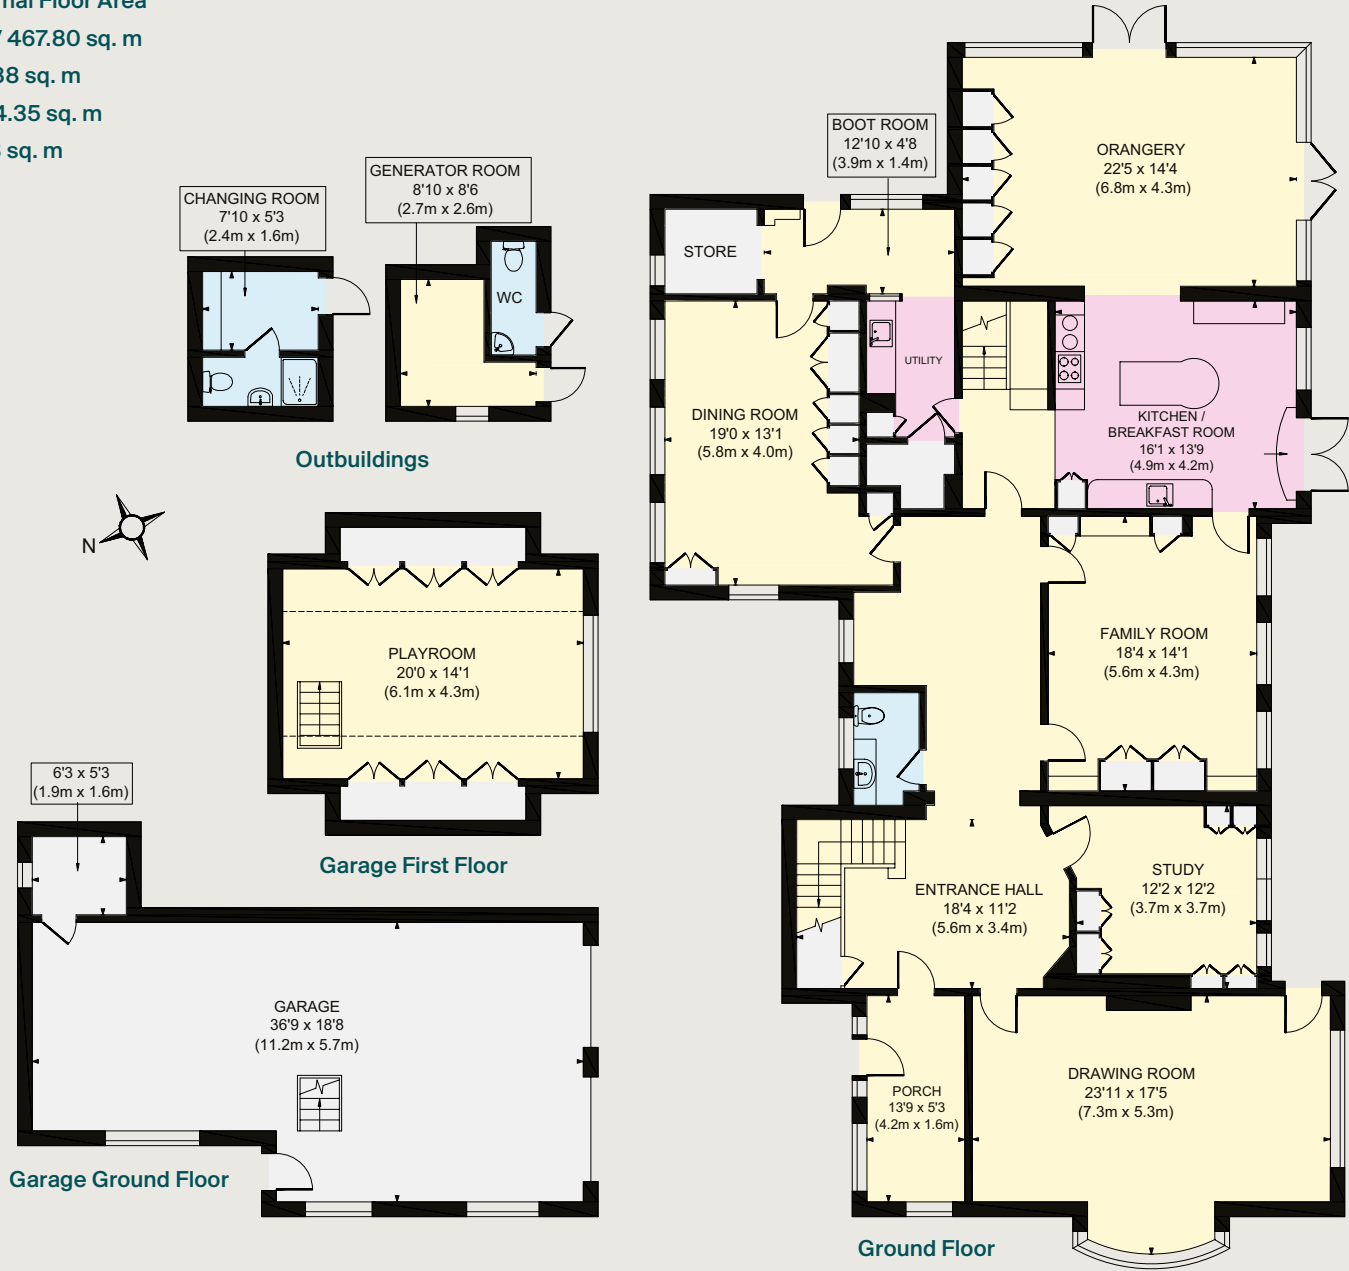 Floor Area
467.80 sq. m
38 sq. m
4.35 sq. m
sq. m
BOOT ROOM
12'10 x 4'8
(3.9m x 1.4m)
ORANGERY
22'5 x 14'4
(6.8m x 4.3m)
GENERATOR ROOM
8'10 x 8'6
(2.7m x 2.6m)
CHANGING ROOM
7'10 x 5'3
(2.4m x 1.6m)
STORE
WC
UTILITY
DINING ROOM
19'0 x 13'1
(5.8m x 4.0m)
KITCHEN /
BREAKFAST ROOM
16'1 x 13'9
(4.9m x 4.2m)
Outbuildings
N
PLAYROOM
20'0 x 14'1
(6.1m x 4.3m)
FAMILY ROOM
18'4 x 14'1
(5.6m x 4.3m)
6'3 x 5'3
(1.9m x 1.6m)
Garage First Floor
STUDY
12'2 x 12'2
(3.7m x 3.7m)
ENTRANCE HALL
18'4 x 11'2
(5.6m x 3.4m)
GARAGE
36'9 x 18'8
(11.2m x 5.7m)
DRAWING ROOM
23'11 x 17'5
(7.3m x 5.3m)
PORCH
13'9 x 5'3
(4.2m x 1.6m)
Garage Ground Floor
Ground Floor